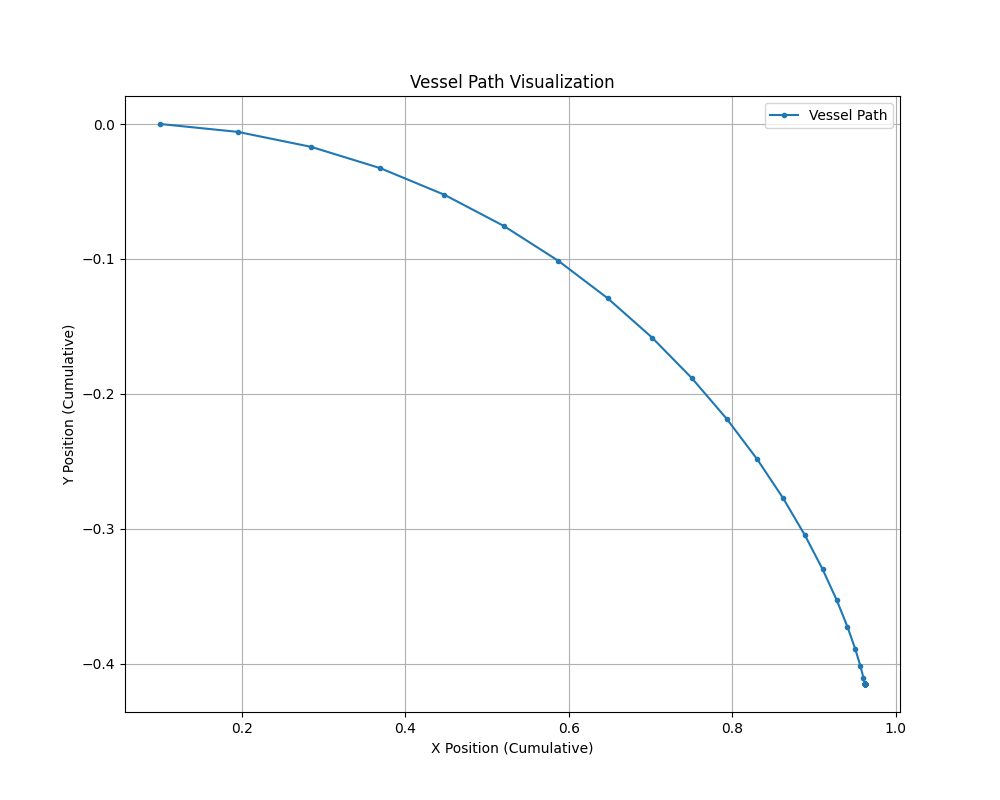 Vessel Path Visualization
Vessel Path
0.0
−0.1
−0.2
−0.3
−0.4
Y Position (Cumulative)
0.2 0.4 0.6 0.8 1.0
X Position (Cumulative)